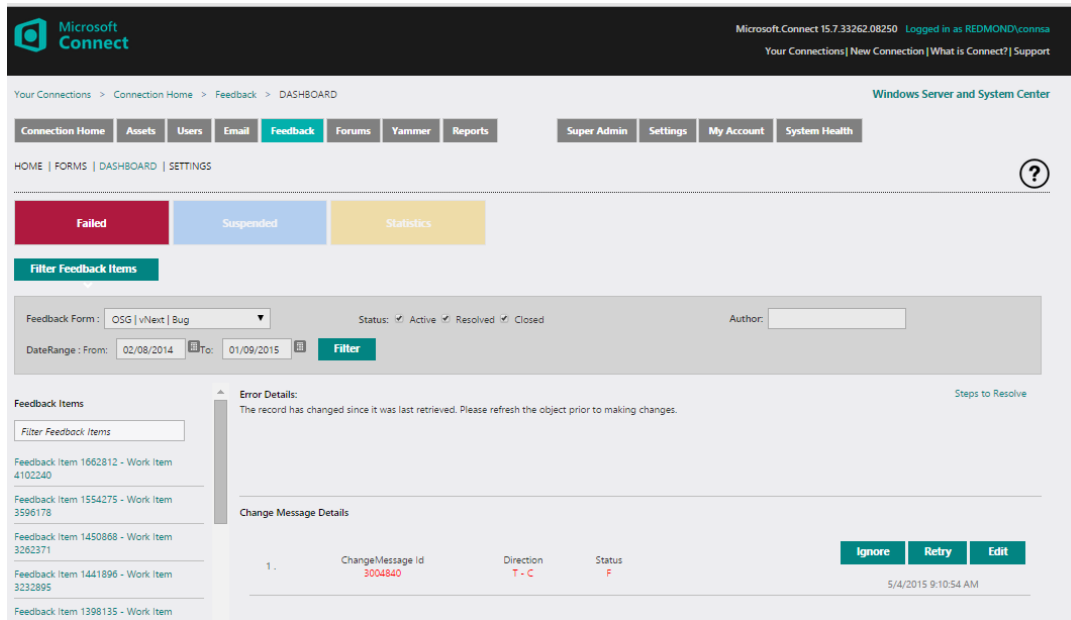 Microsoft
Connect
Microsoft.Connect 15.7.33262.08250 Logged in as REDMOND\connsa
Your Connections| New Connection |What is Connect?| Support
Your Connections > Connection Home > Feedback > DASHBOARD
Windows Server and System Center
Connection Home Assets Users Email Feedback Forums Yammer Reports Super Admin Settings My Account System Health
HOME | FORMS | DASHBOARD | SETTINGS
?
Failed Suspended Statistics
Filter Feedback Items
Feedback Form : OSG | vNext | Bug Status: Active Resolved Closed Author:
DateRange : From: 02/08/2014 To: 01/09/2015 Filter
Feedback Items
Filter Feedback Items
Feedback Item 1662812 - Work Item
4102240
Feedback Item 1554275 - Work Item
3596178
Feedback Item 1450868 - Work Item
3262371
Feedback Item 1441896 - Work Item
3232895
Feedback Item 1398135 - Work Item
Error Details:
Steps to Resolve
The record has changed since it was last retrieved. Please refresh the object prior to making changes.
Change Message Details
Ignore Retry Edit
1 . ChangeMessage Id Direction Status
3004840 T - C F
5/4/2015 9:10:54 AM